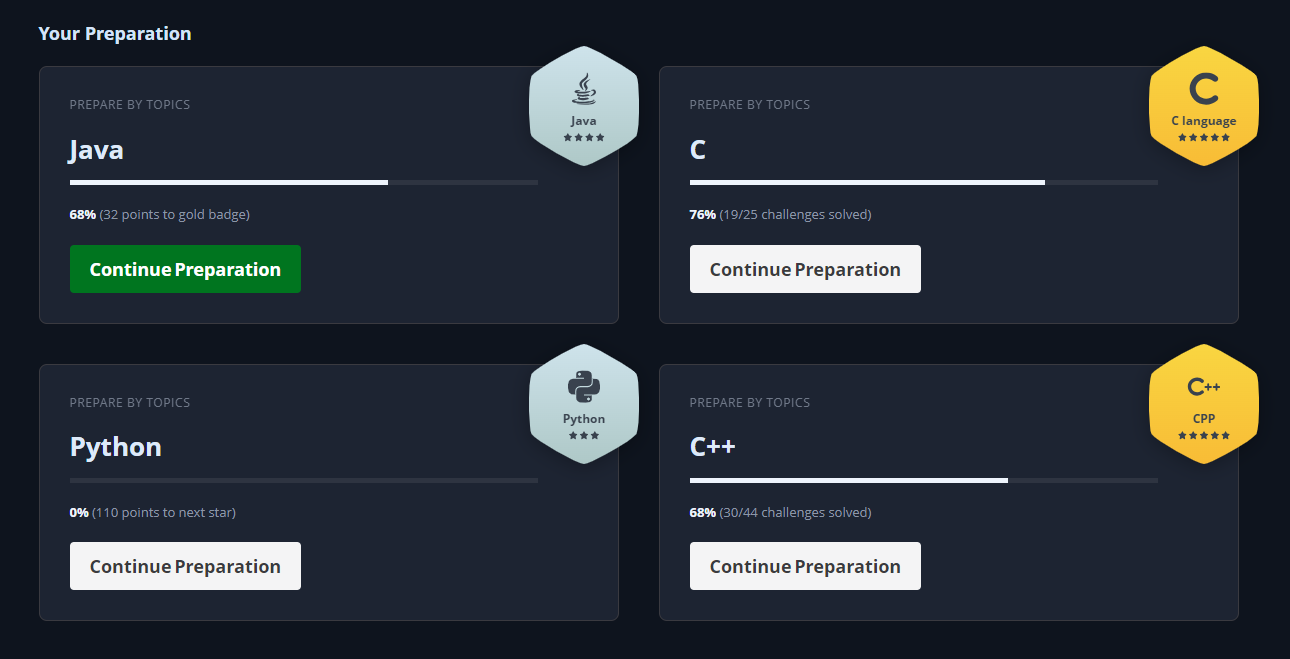 Your Preparation
PREPARE BY TOPICS
Java
68% (32 points to gold badge)
Continue Preparation
Java
PREPARE BY TOPICS
C
76% (19/25 challenges solved)
Continue Preparation
C language
PREPARE BY TOPICS
Python
0% (110 points to next star)
Continue Preparation
Python
PREPARE BY TOPICS
C++
68% (30/44 challenges solved)
Continue Preparation
C++
CPP